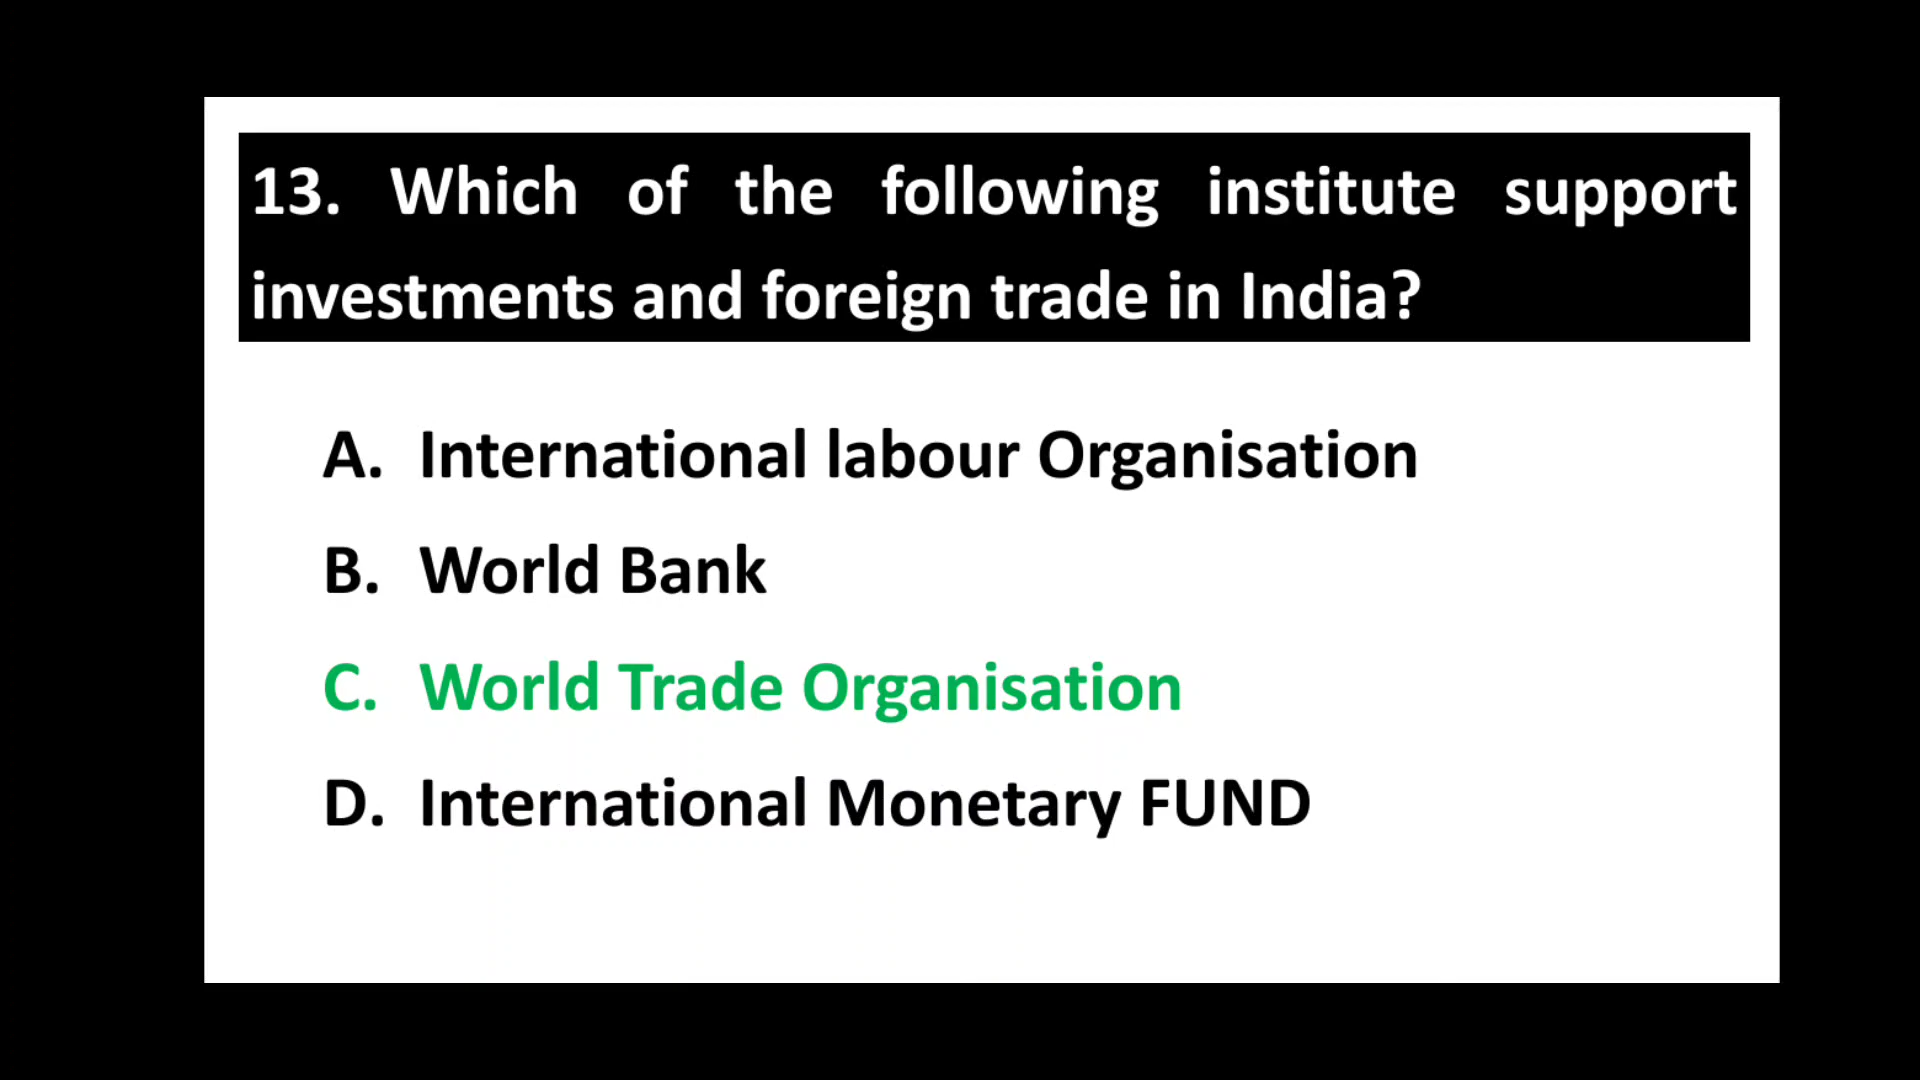 13. Which of the following institute support
investments and foreign trade in India?
A. International labour Organisation
B. World Bank
C. World Trade Organisation
D. International Monetary FUND